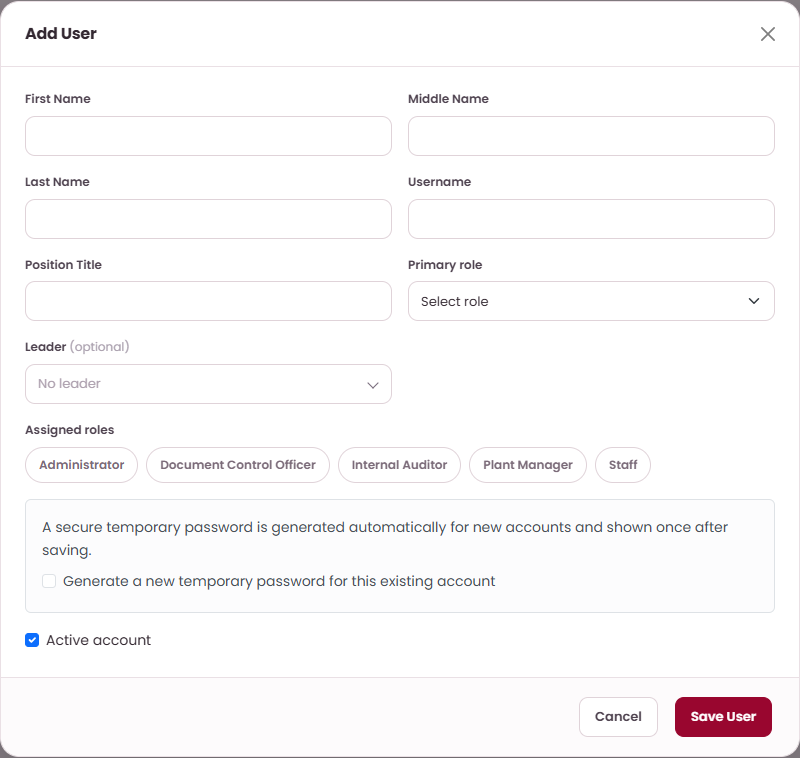 Add User
First Name
Middle Name
Last Name
Username
Position Title
Primary role
Select role
Leader (optional)
No leader
Assigned roles
Administrator
Document Control Officer
Internal Auditor
Plant Manager
Staff
A secure temporary password is generated automatically for new accounts and shown once after
saving.
Generate a new temporary password for this existing account
Active account
Cancel
Save User